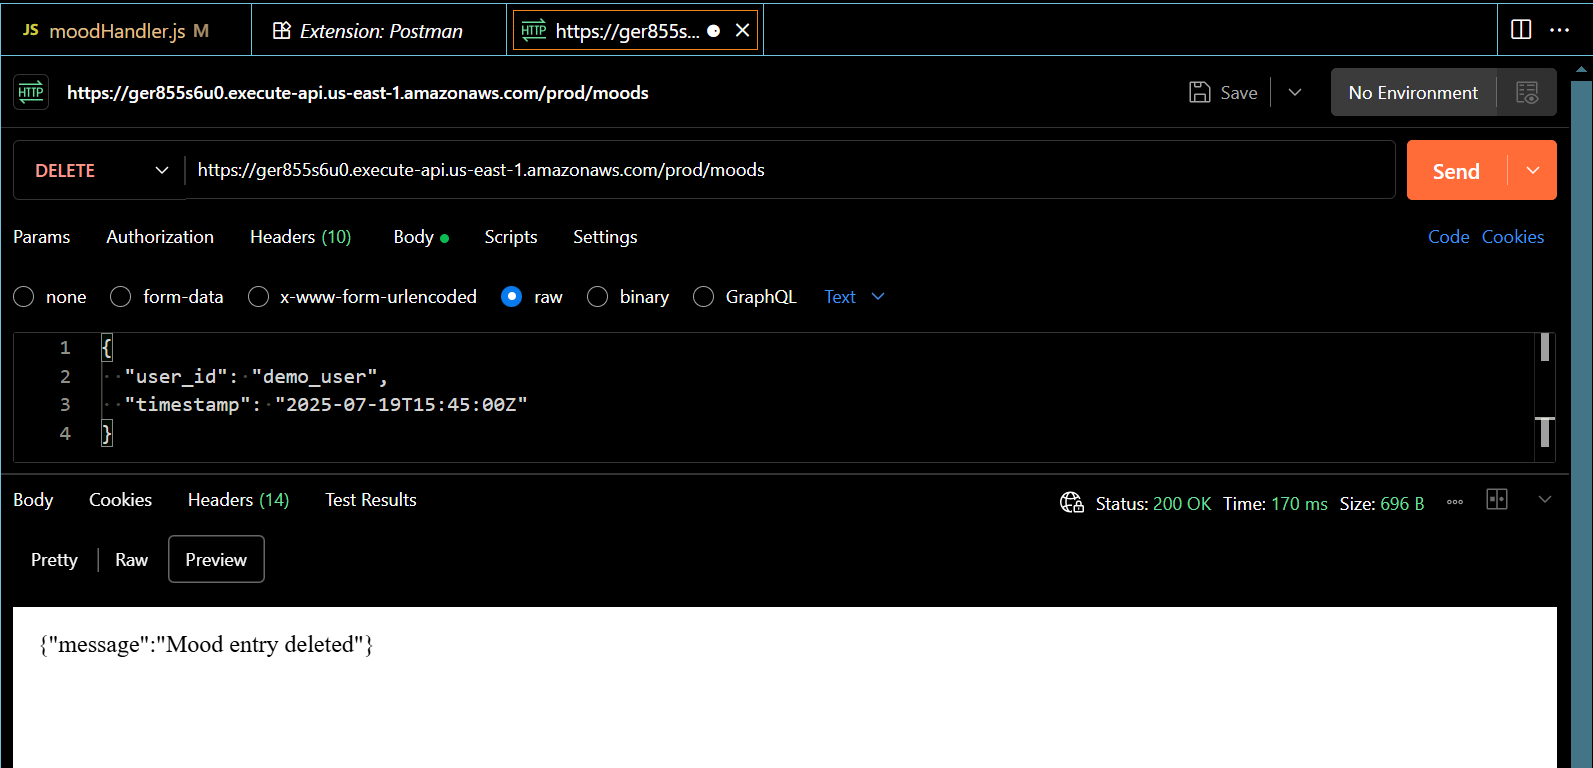 JS moodHandler.js M Extension: Postman HTTP https://ger855s...
HTTP https://ger855s6u0.execute-api.us-east-1.amazonaws.com/prod/moods Save No Environment
DELETE https://ger855s6u0.execute-api.us-east-1.amazonaws.com/prod/moods Send
Params Authorization Headers (10) Body Scripts Settings Code Cookies
none form-data x-www-form-urlencoded raw binary GraphQL Text
1 {
2 "user_id": "demo_user",
3 "timestamp": "2025-07-19T15:45:00Z"
4 }
Body Cookies Headers (14) Test Results Status: 200 OK Time: 170 ms Size: 696 B
Pretty Raw Preview
{"message":"Mood entry deleted"}